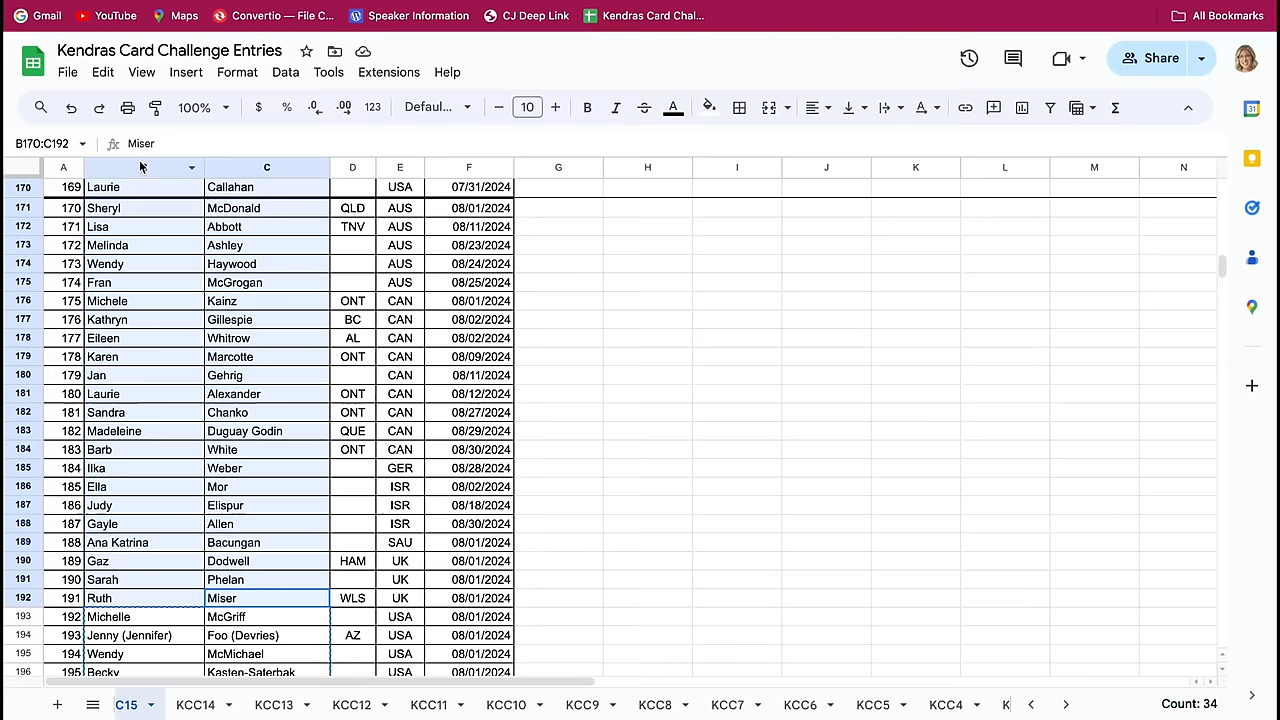 Gmail YouTube Maps Convertio — File C... Speaker Information CJ Deep Link Kendras Card Chal... All Bookmarks
Kendras Card Challenge Entries
File Edit View Insert Format Data Tools Extensions Help
Share
100% $ % .0 .00 123 Defaul... 10 B I A
B170:C192 fx Miser
A C D E F G H I J K L M N
170 169 Laurie Callahan USA 07/31/2024
171 170 Sheryl McDonald QLD AUS 08/01/2024
172 171 Lisa Abbott TNV AUS 08/11/2024
173 172 Melinda Ashley AUS 08/23/2024
174 173 Wendy Haywood AUS 08/24/2024
175 174 Fran McGrogan AUS 08/25/2024
176 175 Michele Kainz ONT CAN 08/01/2024
177 176 Kathryn Gillespie BC CAN 08/02/2024
178 177 Eileen Whitrow AL CAN 08/02/2024
179 178 Karen Marcotte ONT CAN 08/09/2024
180 179 Jan Gehrig CAN 08/11/2024
181 180 Laurie Alexander ONT CAN 08/12/2024
182 181 Sandra Chanko ONT CAN 08/27/2024
183 182 Madeleine Duguay Godin QUE CAN 08/29/2024
184 183 Barb White ONT CAN 08/30/2024
185 184 Ilka Weber GER 08/28/2024
186 185 Ella Mor ISR 08/02/2024
187 186 Judy Elispur ISR 08/18/2024
188 187 Gayle Allen ISR 08/30/2024
189 188 Ana Katrina Bacungan SAU 08/01/2024
190 189 Gaz Dodwell HAM UK 08/01/2024
191 190 Sarah Phelan UK 08/01/2024
192 191 Ruth Miser WLS UK 08/01/2024
193 192 Michelle McGriff USA 08/01/2024
194 193 Jenny (Jennifer) Foo (Devries) AZ USA 08/01/2024
195 194 Wendy McMichael USA 08/01/2024
196 195 Becky Kasten-Saterbak USA 08/01/2024
C15 KCC14 KCC13 KCC12 KCC11 KCC10 KCC9 KCC8 KCC7 KCC6 KCC5 KCC4 K Count: 34